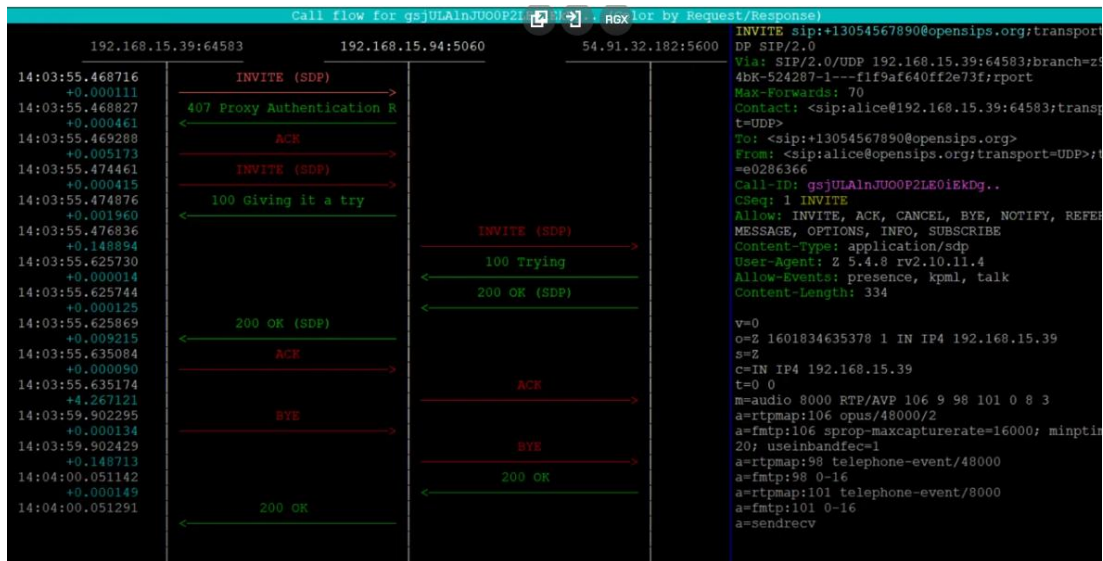 Call flow for gsjULAlnJUO0P2LE lor by Request/Response)
RGX
192.168.15.39:64583 192.168.15.94:5060 54.91.32.182:5600
14:03:55.468716 INVITE (SDP)
+0.000111
14:03:55.468827 407 Proxy Authentication R
+0.000461
14:03:55.469288 ACK
+0.005173
14:03:55.474461 INVITE (SDP)
+0.000415
14:03:55.474876 100 Giving it a try
+0.001960
14:03:55.476836 INVITE (SDP)
+0.148894
14:03:55.625730 100 Trying
+0.000014
14:03:55.625744 200 OK (SDP)
+0.000125
14:03:55.625869 200 OK (SDP)
+0.009215
14:03:55.635084 ACK
+0.000090
14:03:55.635174 ACK
+4.267121
14:03:59.902295 BYE
+0.000134
14:03:59.902429 BYE
+0.148713
14:04:00.051142 200 OK
+0.000149
14:04:00.051291 200 OK
INVITE sip:+13054567890@opensips.org;transport
DP SIP/2.0
Via: SIP/2.0/UDP 192.168.15.39:64583;branch=z9
4bK-524287-1---f1f9af640ff2e73f;rport
Max-Forwards: 70
Contact: <sip:alice@192.168.15.39:64583;transp
t=UDP>
To: <sip:+13054567890@opensips.org>
From: <sip:alice@opensips.org;transport=UDP>;t
=e0286366
Call-ID: gsjULAlnJUO0P2LE0iEkDg..
CSeq: 1 INVITE
Allow: INVITE, ACK, CANCEL, BYE, NOTIFY, REFER
MESSAGE, OPTIONS, INFO, SUBSCRIBE
Content-Type: application/sdp
User-Agent: Z 5.4.8 rv2.10.11.4
Allow-Events: presence, kpml, talk
Content-Length: 334
v=0
o=Z 1601834635378 1 IN IP4 192.168.15.39
s=Z
c=IN IP4 192.168.15.39
t=0 0
m=audio 8000 RTP/AVP 106 9 98 101 0 8 3
a=rtpmap:106 opus/48000/2
a=fmtp:106 sprop-maxcapturerate=16000; minptim
20; useinbandfec=1
a=rtpmap:98 telephone-event/48000
a=fmtp:98 0-16
a=rtpmap:101 telephone-event/8000
a=fmtp:101 0-16
a=sendrecv